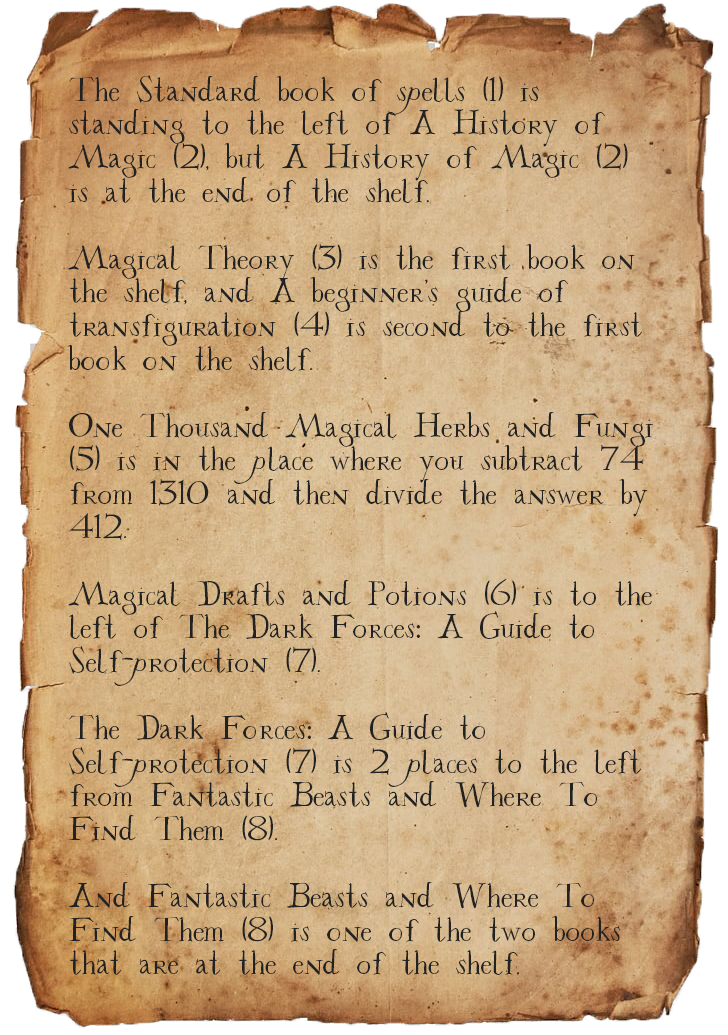 The Standard book of spells (1) is
standing to the left of A History of
Magic (2), but A History of Magic (2)
is at the end of the shelf.
Magical Theory (3) is the first book on
the shelf, and A beginner's guide of
transfiguration (4) is second to the first
book on the shelf.
One Thousand Magical Herbs and Fungi
(5) is in the place where you subtract 74
from 1310 and then divide the answer by
412.
Magical Drafts and Potions (6) is to the
left of The Dark Forces: A Guide to
Self-protection (7).
The Dark Forces: A Guide to
Self-protection (7) is 2 places to the left
from Fantastic Beasts and Where To
Find Them (8).
And Fantastic Beasts and Where To
Find Them (8) is one of the two books
that are at the end of the shelf.